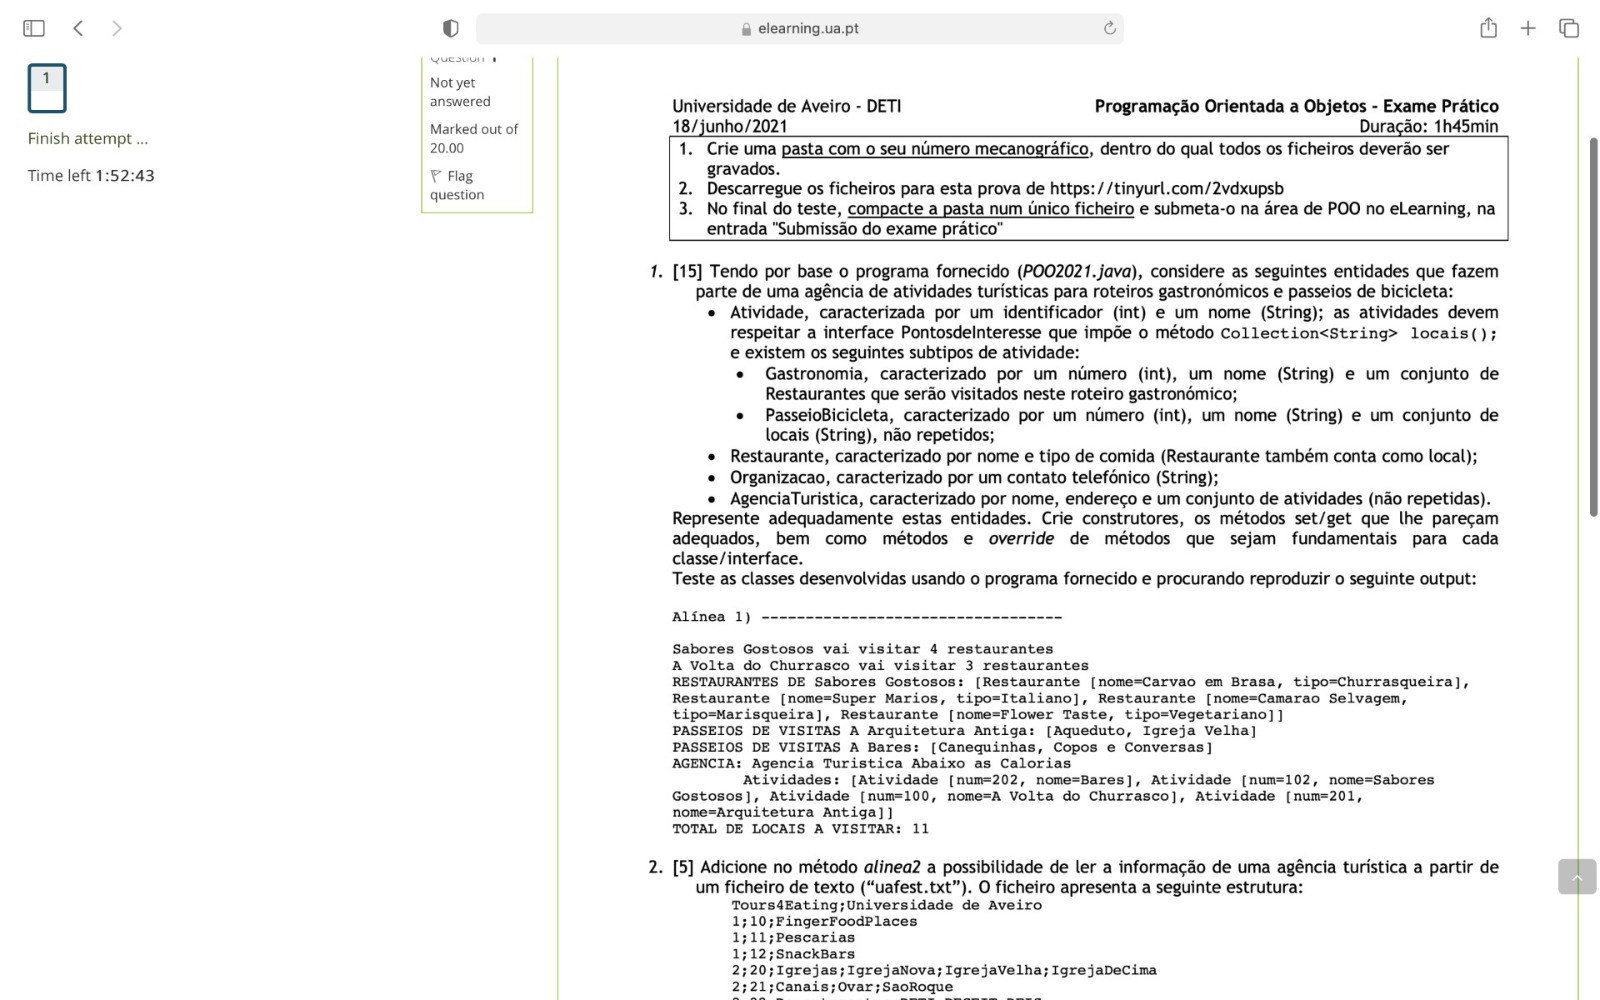 elearning.ua.pt
1
Finish attempt ...
Time left 1:52:43
Question 1
Not yet
answered
Marked out of
20.00
Flag
question
Universidade de Aveiro - DETI
Programação Orientada a Objetos - Exame Prático
18/junho/2021
Duração: 1h45min
1. Crie uma pasta com o seu número mecanográfico, dentro do qual todos os ficheiros deverão ser
gravados.
2. Descarregue os ficheiros para esta prova de https://tinyurl.com/2vdxupsb
3. No final do teste, compacte a pasta num único ficheiro e submeta-o na área de POO no eLearning, na
entrada "Submissão do exame prático"
1. [15] Tendo por base o programa fornecido (POO2021.java), considere as seguintes entidades que fazem
parte de uma agência de atividades turísticas para roteiros gastronómicos e passeios de bicicleta:
• Atividade, caracterizada por um identificador (int) e um nome (String); as atividades devem
respeitar a interface PontosdeInteresse que impõe o método Collection<String> locais();
e existem os seguintes subtipos de atividade:
• Gastronomia, caracterizado por um número (int), um nome (String) e um conjunto de
Restaurantes que serão visitados neste roteiro gastronómico;
• PasseioBicicleta, caracterizado por um número (int), um nome (String) e um conjunto de
locais (String), não repetidos;
• Restaurante, caracterizado por nome e tipo de comida (Restaurante também conta como local);
• Organizacao, caracterizado por um contato telefónico (String);
• AgenciaTuristica, caracterizado por nome, endereço e um conjunto de atividades (não repetidas).
Represente adequadamente estas entidades. Crie construtores, os métodos set/get que lhe pareçam
adequados, bem como métodos e override de métodos que sejam fundamentais para cada
classe/interface.
Teste as classes desenvolvidas usando o programa fornecido e procurando reproduzir o seguinte output:
Alínea 1) ----------------------------------
Sabores Gostosos vai visitar 4 restaurantes
A Volta do Churrasco vai visitar 3 restaurantes
RESTAURANTES DE Sabores Gostosos: [Restaurante [nome=Carvao em Brasa, tipo=Churrasqueira],
Restaurante [nome=Super Marios, tipo=Italiano], Restaurante [nome=Camarao Selvagem,
tipo=Marisqueira], Restaurante [nome=Flower Taste, tipo=Vegetariano]]
PASSEIOS DE VISITAS A Arquitetura Antiga: [Aqueduto, Igreja Velha]
PASSEIOS DE VISITAS A Bares: [Canequinhas, Copos e Conversas]
AGENCIA: Agencia Turistica Abaixo as Calorias
Atividades: [Atividade [num=202, nome=Bares], Atividade [num=102, nome=Sabores
Gostosos], Atividade [num=100, nome=A Volta do Churrasco], Atividade [num=201,
nome=Arquitetura Antiga]]
TOTAL DE LOCAIS A VISITAR: 11
2. [5] Adicione no método alinea2 a possibilidade de ler a informação de uma agência turística a partir de
um ficheiro de texto (“uafest.txt”). O ficheiro apresenta a seguinte estrutura:
Tours4Eating;Universidade de Aveiro
1;10;FingerFoodPlaces
1;11;Pescarias
1;12;SnackBars
2;20;Igrejas;IgrejaNova;IgrejaVelha;IgrejaDeCima
2;21;Canais;Ovar;SaoRoque